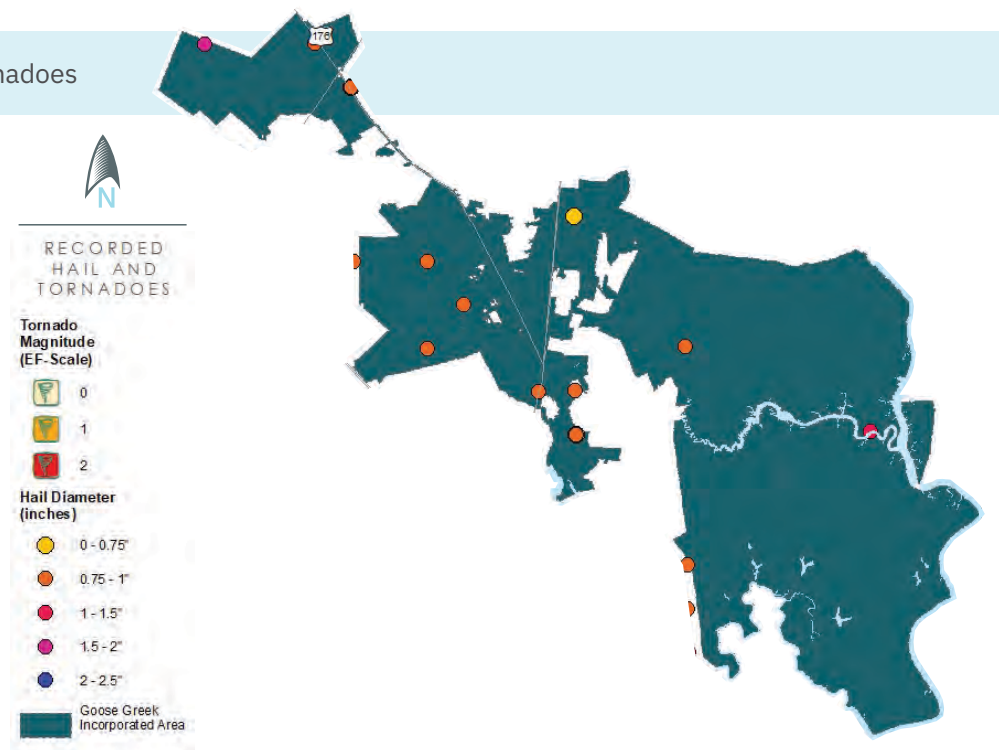 nadoes
176
N
RECORDED
HAIL AND
TORNADOES
Tornado
Magnitude
(EF-Scale)
0
1
2
Hail Diameter
(inches)
0 - 0.75"
0.75 - 1"
1 - 1.5"
1.5 - 2"
2 - 2.5"
Goose Greek
Incorporated Area